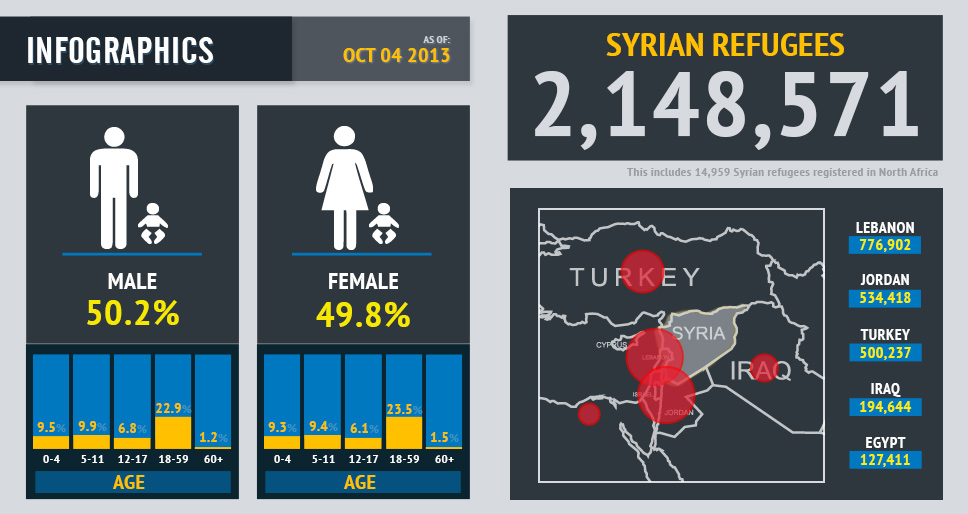 INFOGRAPHICS
AS OF:
OCT 04 2013
SYRIAN REFUGEES
2,148,571
This includes 14,959 Syrian refugees registered in North Africa
MALE
50.2%
FEMALE
49.8%
9.5% 9.9% 6.8% 22.9% 1.2%
0-4 5-11 12-17 18-59 60+
AGE
9.3% 9.4% 6.1% 23.5% 1.5%
0-4 5-11 12-17 18-59 60+
AGE
TURKEY
SYRIA
CYPRUS
LEBANON
IRAQ
JORDAN
LEBANON
776,902
JORDAN
534,418
TURKEY
500,237
IRAQ
194,644
EGYPT
127,411